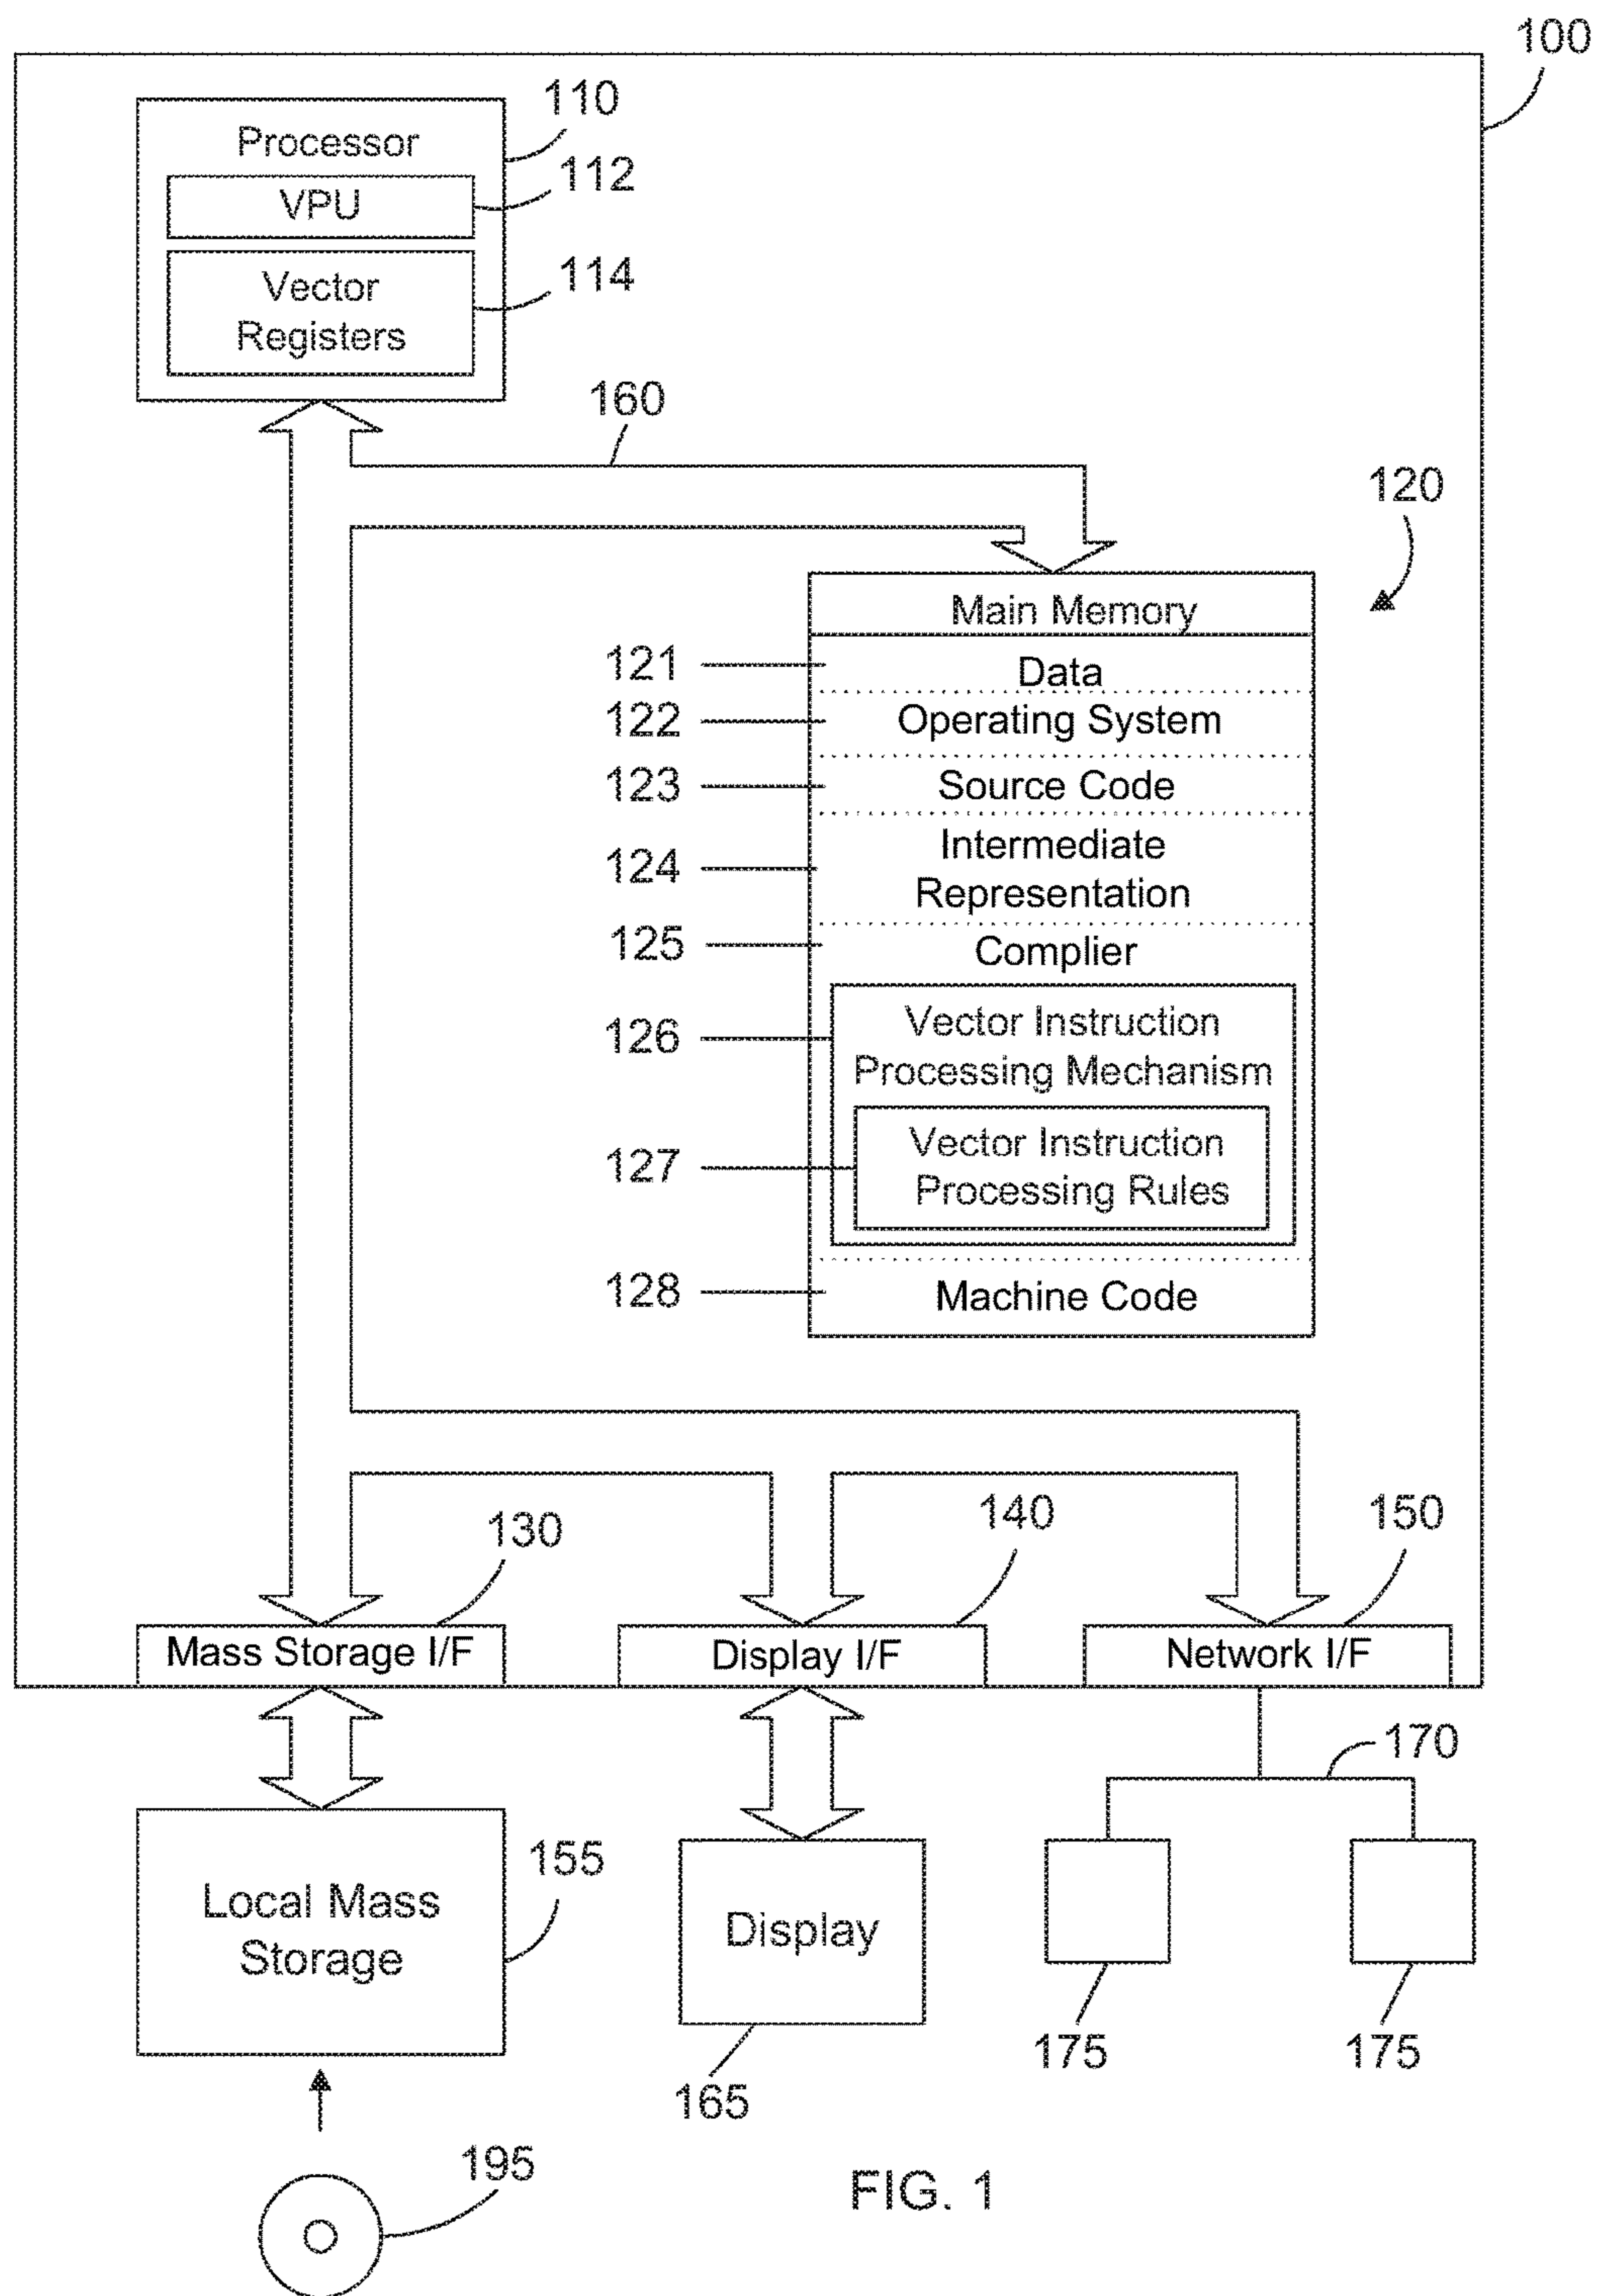 100
110
Processor
112
VPU
114
Vector
Registers
160
120
Main Memory
121
Data
122
Operating System
123
Source Code
124
Intermediate
Representation
125
Complier
126
Vector Instruction
Processing Mechanism
127
Vector Instruction
Processing Rules
128
Machine Code
130
140
150
Mass Storage I/F
Display I/F
Network I/F
170
155
Local Mass
Storage
Display
175
175
165
195
FIG. 1